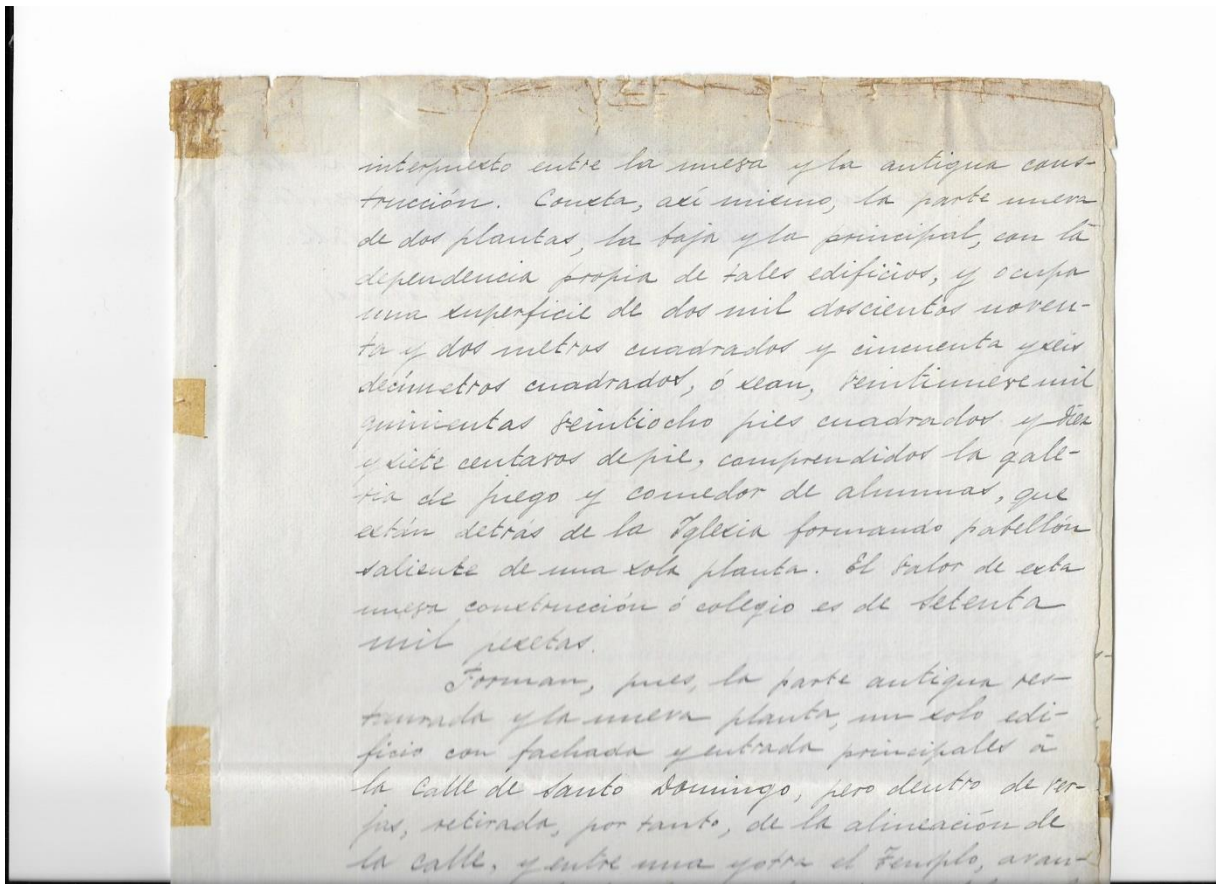 interpuesto entre la nueva y la antigua cons-
trucción. Consta, así mismo, la parte nueva
de dos plantas, la baja y la principal, con la
dependencia propia de tales edificios, y ocupa
una superficie de dos mil doscientos noven-
ta y dos metros cuadrados y cincuenta y seis
decímetros cuadrados, ó sean, veintinueve mil
quinientas veintiocho pies cuadrados y diez
y siete centavos de pie, comprendidos la gale-
ria de juego y comedor de alumnas, que
están detrás de la Iglesia formando pabellón
saliente de una sola planta. El valor de esta
nueva construcción ó colegio es de setenta
mil pesetas.
Forman, pues, la parte antigua res-
taurada y la nueva planta, un solo edi-
ficio con fachada y entrada principales á
la Calle de Santo Domingo, pero dentro de ver-
jas, retirada, por tanto, de la alineación de
la calle, y entre una y otra el Templo, avan-